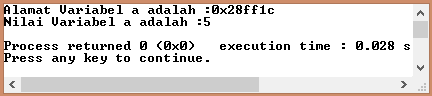 Alamat Variabel a adalah :0x28ff1c
Nilai Variabel a adalah :5
Process returned 0 (0x0)   execution time : 0.028 s
Press any key to continue.